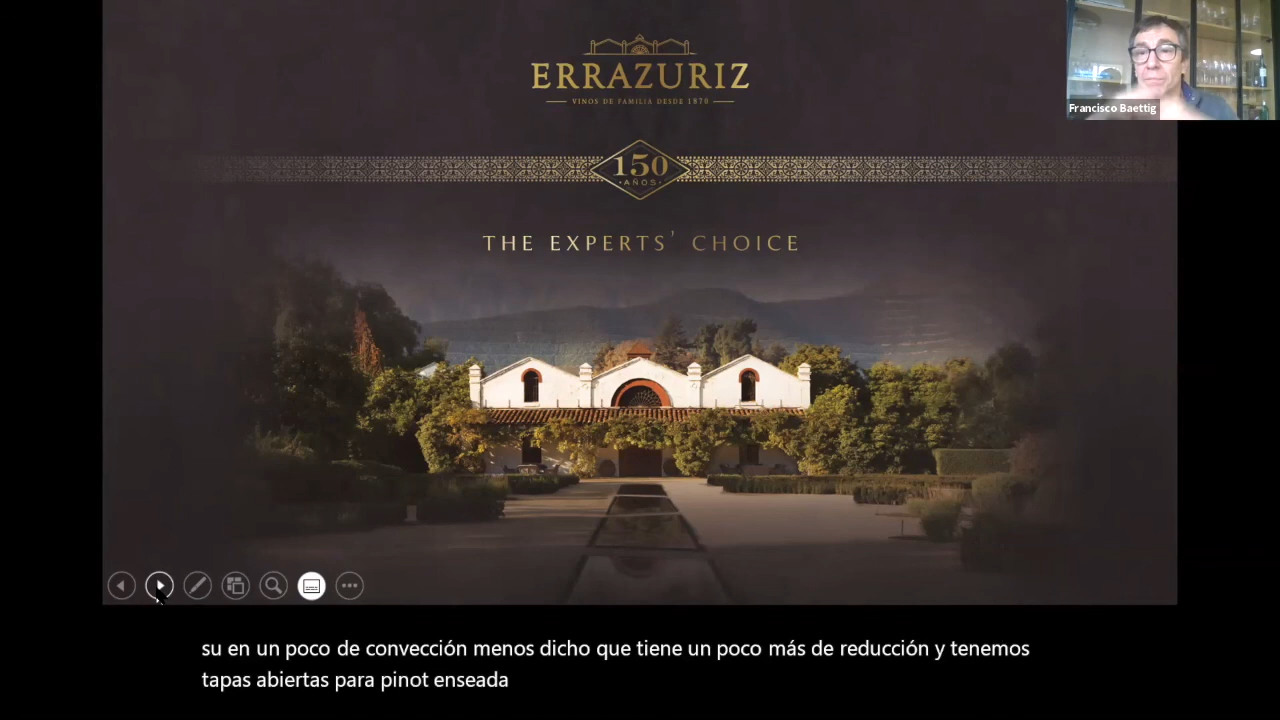 ERRAZURIZ
VINOS DE FAMILIA DESDE 1870
150
AÑOS
THE EXPERTS' CHOICE
Francisco Baettig
su en un poco de convección menos dicho que tiene un poco más de reducción y tenemos
tapas abiertas para pinot enseada